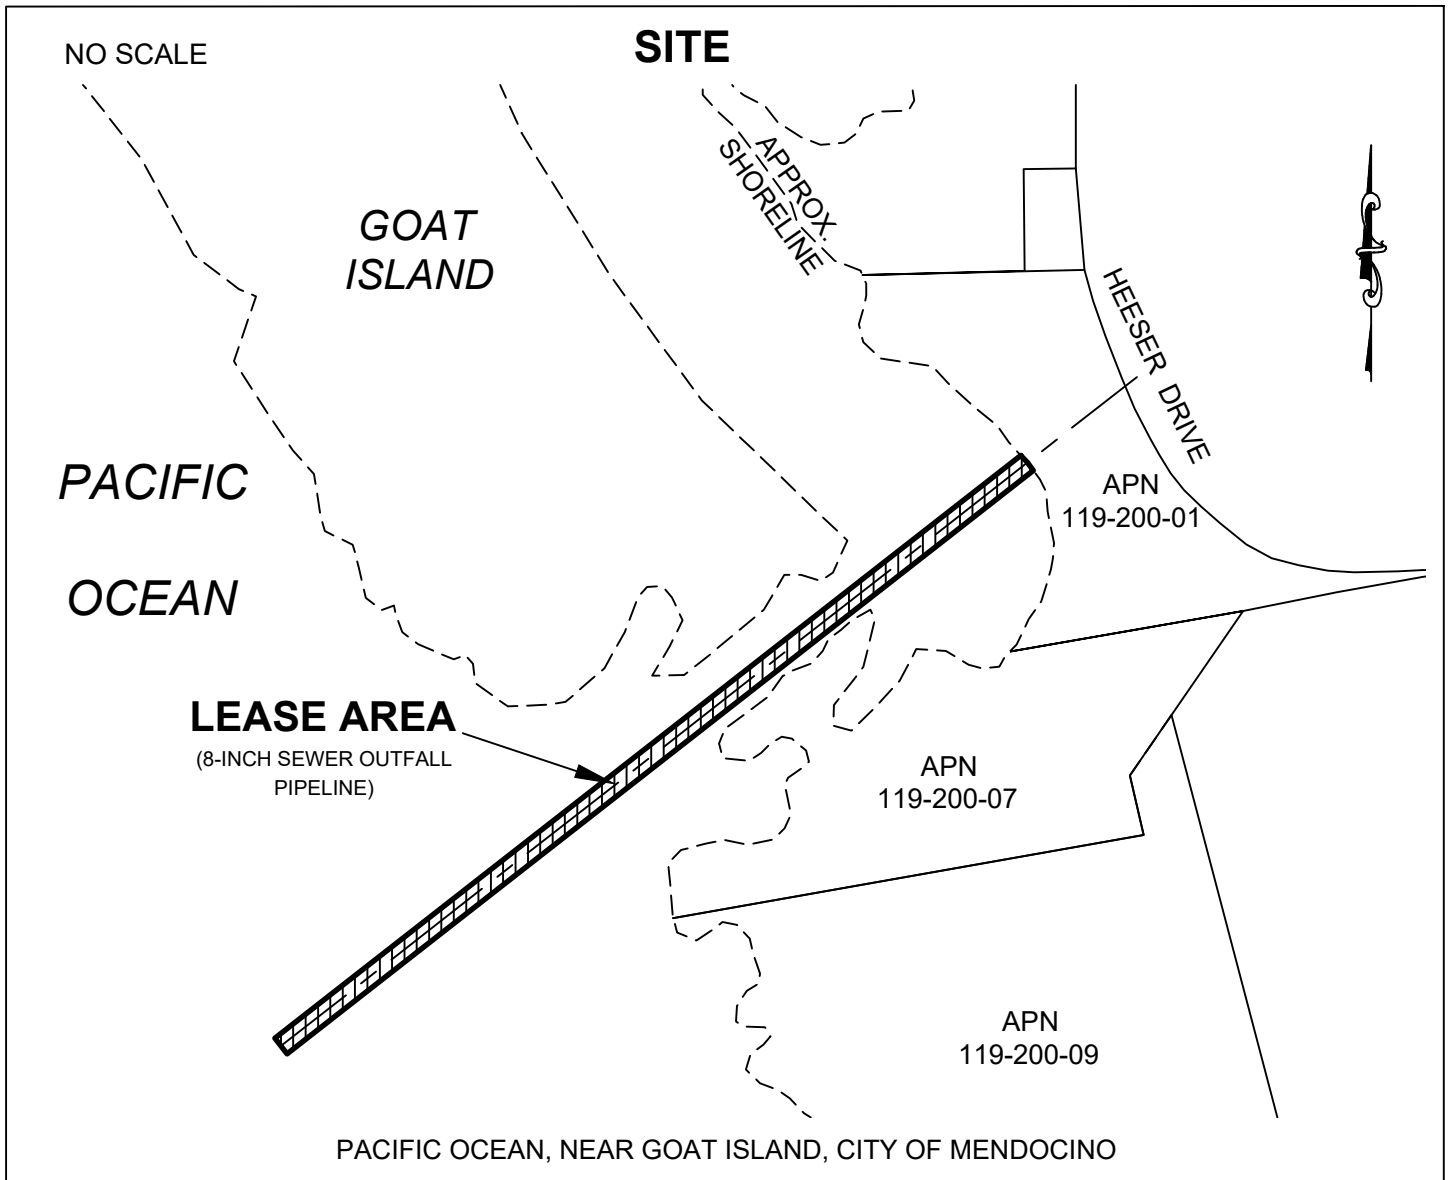 NO SCALE
SITE
APPROX.
SHORELINE
GOAT
ISLAND
HEESER DRIVE
PACIFIC
OCEAN
APN
119-200-01
LEASE AREA
(8-INCH SEWER OUTFALL
PIPELINE)
APN
119-200-07
APN
119-200-09
PACIFIC OCEAN, NEAR GOAT ISLAND, CITY OF MENDOCINO